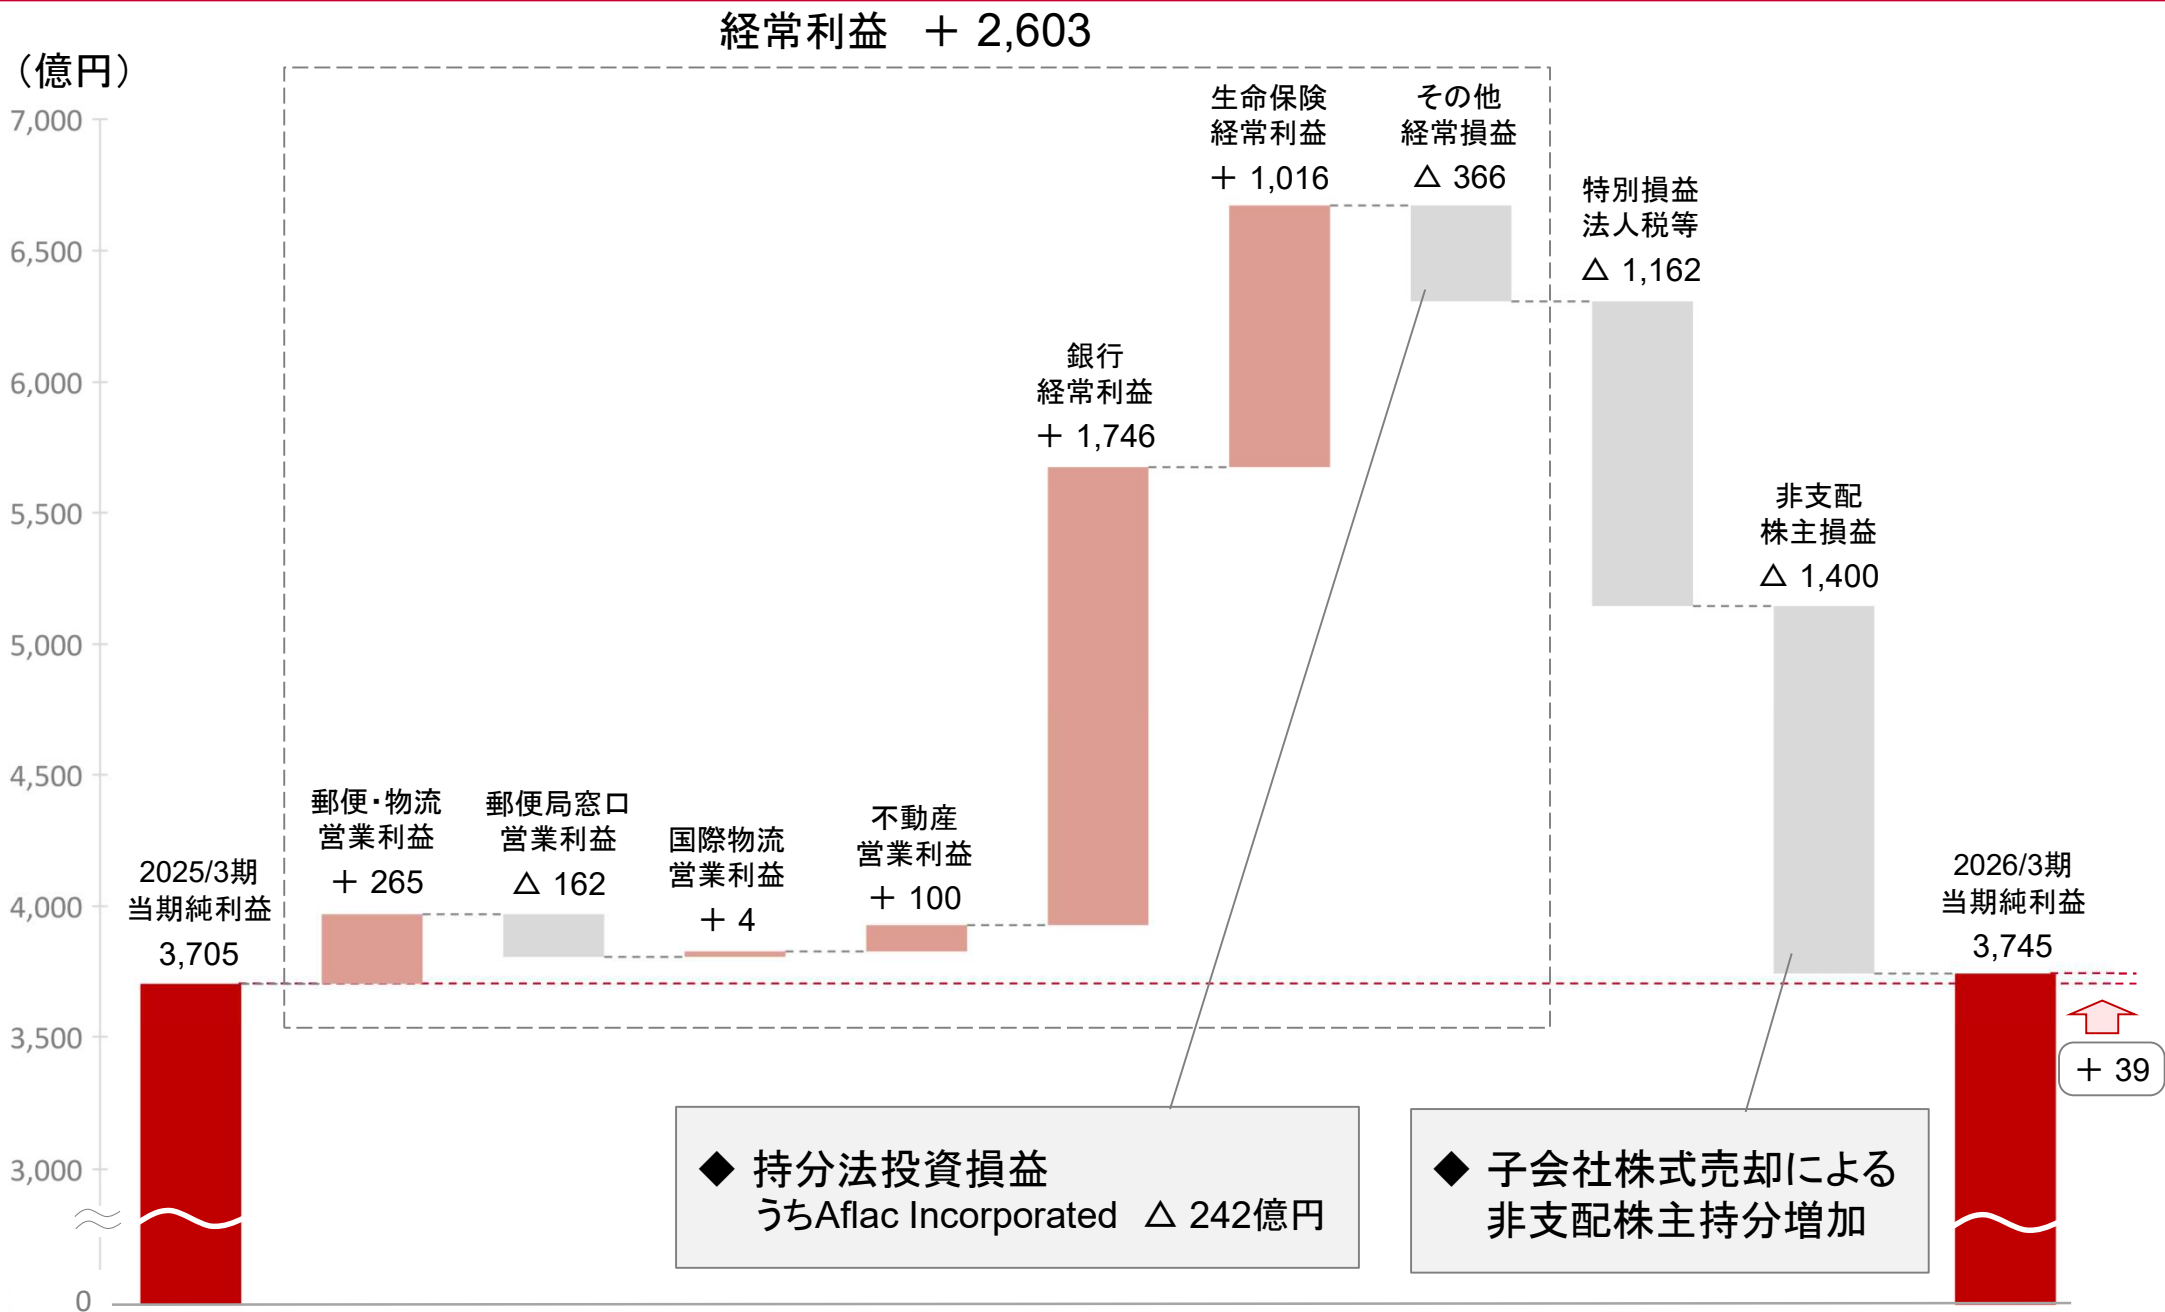 経常利益 ＋ 2,603
（億円）
7,000
6,500
6,000
5,500
5,000
4,500
4,000
3,500
3,000
0
2025/3期
当期純利益
3,705
郵便・物流
営業利益
＋ 265
郵便局窓口
営業利益
△ 162
国際物流
営業利益
＋ 4
不動産
営業利益
＋ 100
銀行
経常利益
＋ 1,746
生命保険
経常利益
＋ 1,016
その他
経常損益
△ 366
特別損益
法人税等
△ 1,162
非支配
株主損益
△ 1,400
2026/3期
当期純利益
3,745
＋ 39
◆ 持分法投資損益
うちAflac Incorporated △ 242億円
◆ 子会社株式売却による
非支配株主持分増加